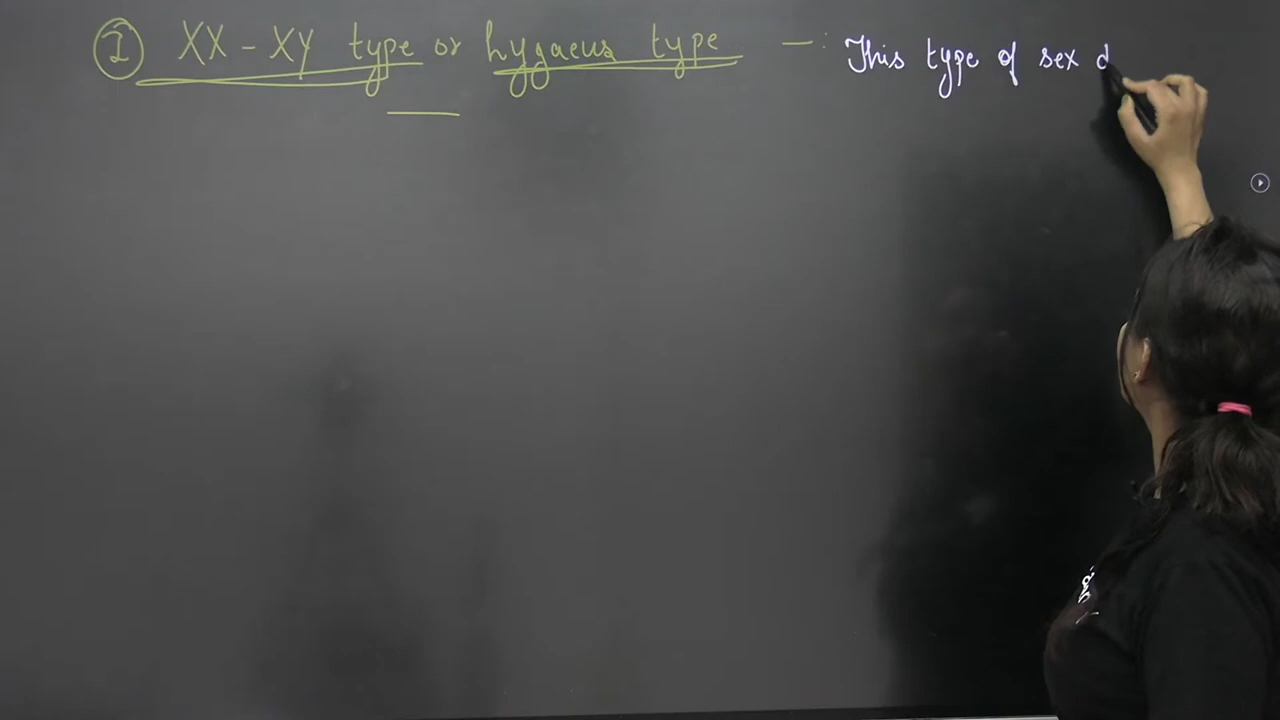 ① XX - XY type or hygaeus type —: This type of sex d